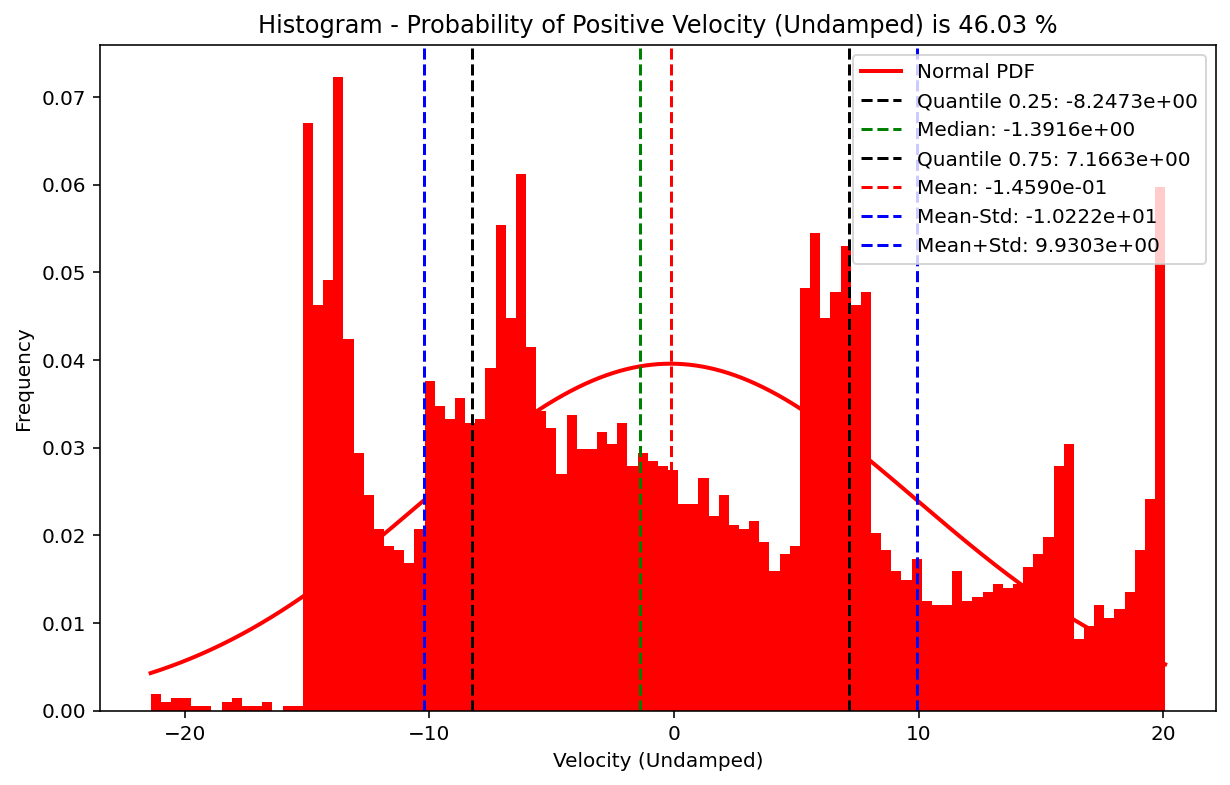 Histogram - Probability of Positive Velocity (Undamped) is 46.03 %
Normal PDF
Quantile 0.25: -8.2473e+00
Median: -1.3916e+00
Quantile 0.75: 7.1663e+00
Mean: -1.4590e-01
Mean-Std: -1.0222e+01
Mean+Std: 9.9303e+00
Frequency
0.07
0.06
0.05
0.04
0.03
0.02
0.01
0.00
−20
−10
0
10
20
Velocity (Undamped)